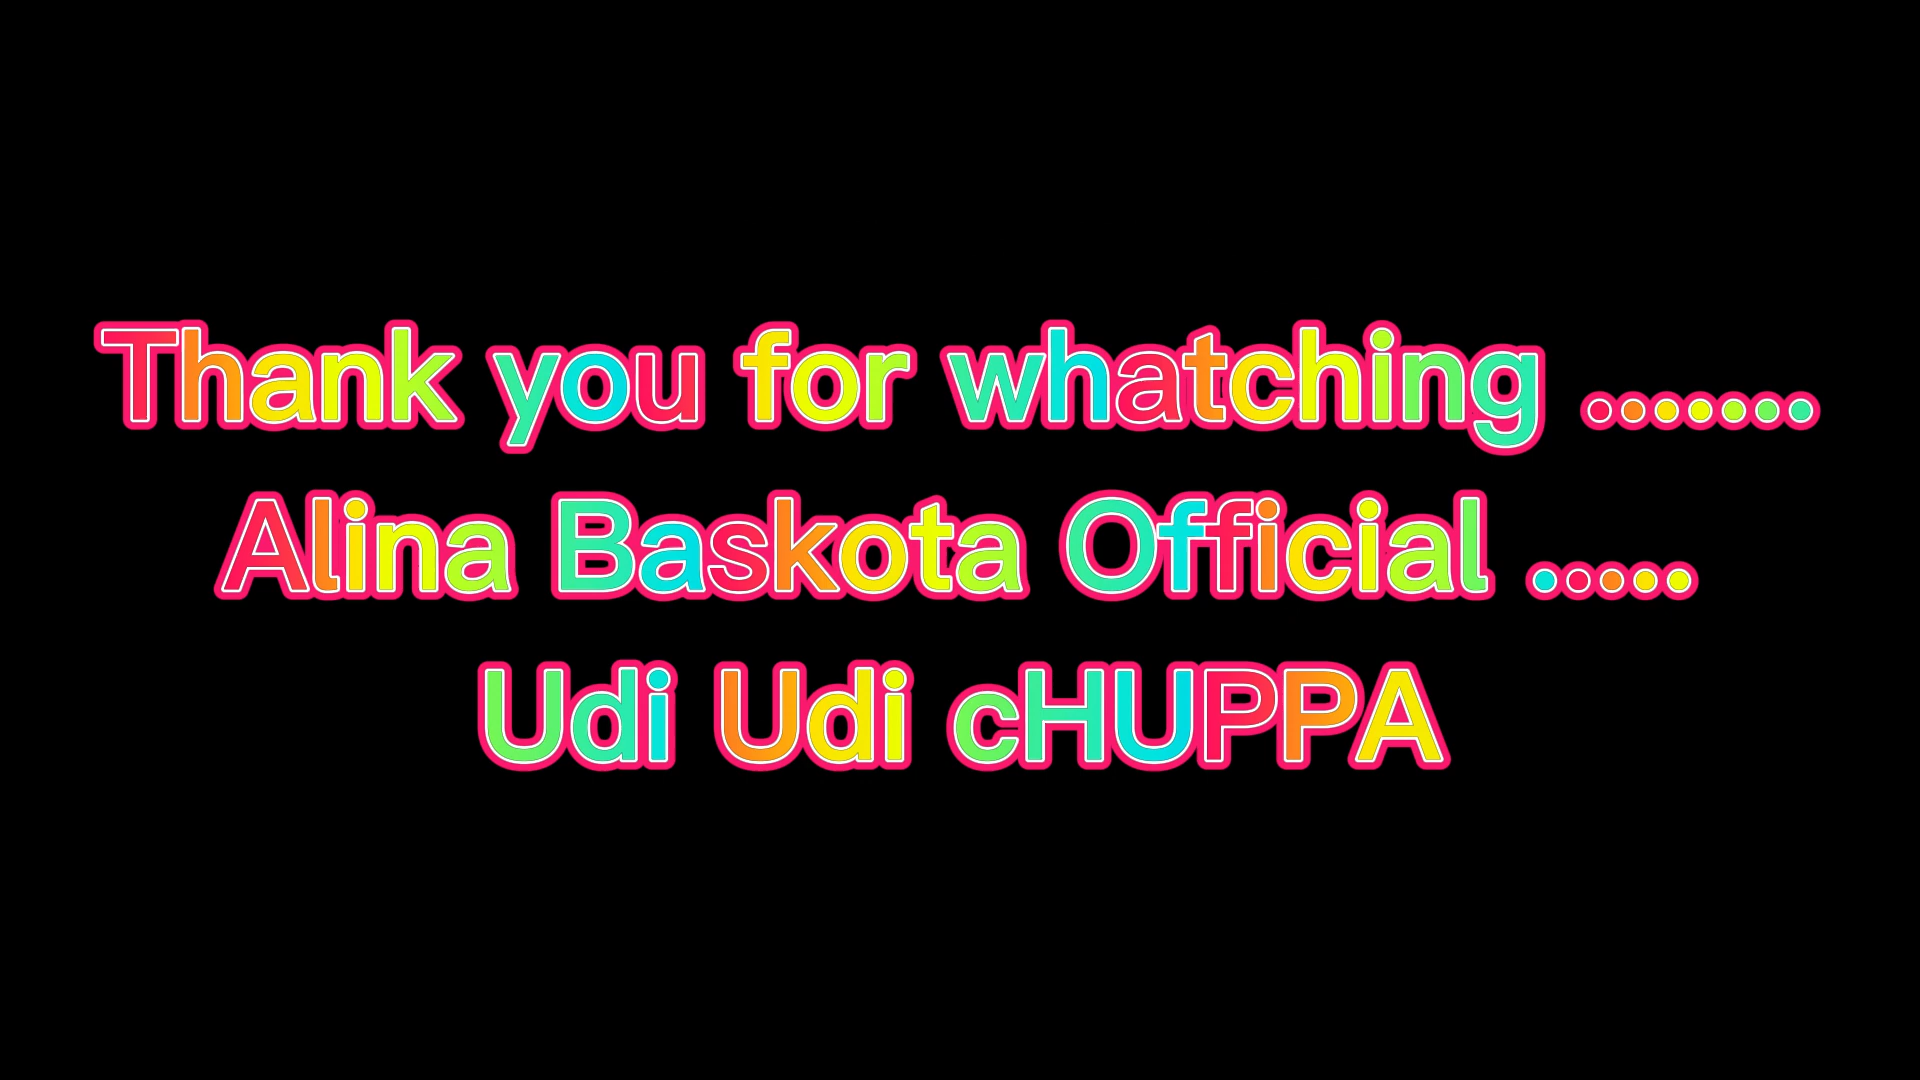 Thank you for whatching .......
Alina Baskota Official .....
Udi Udi cHUPPA